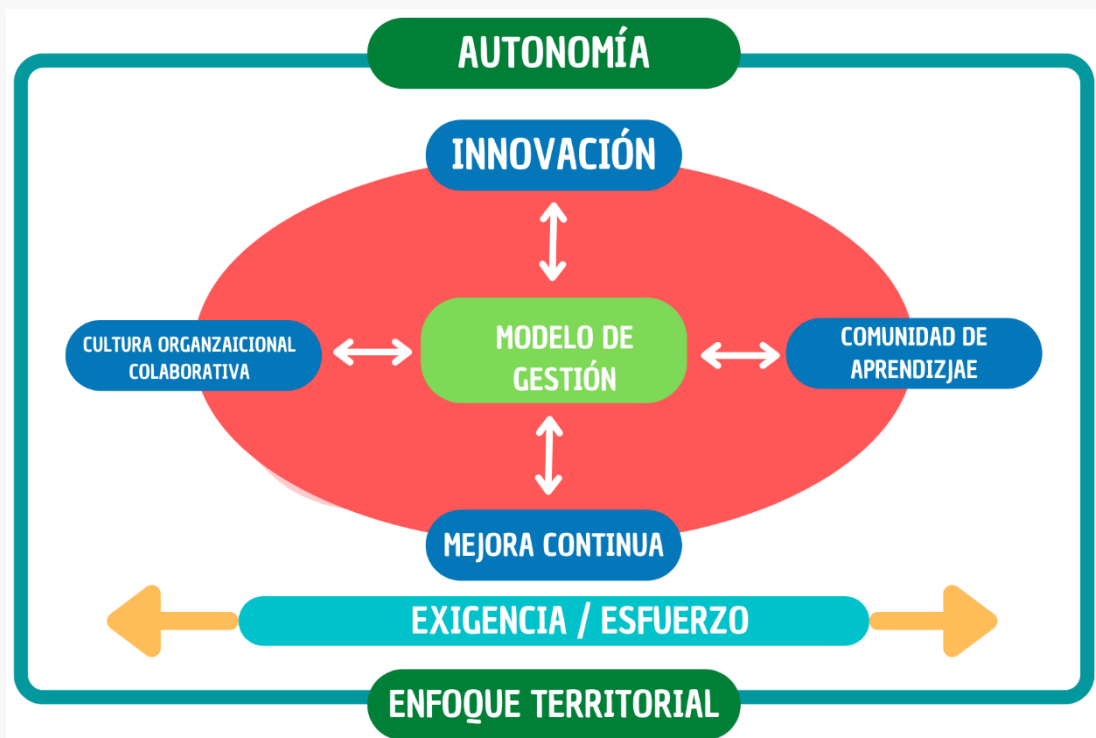 AUTONOMÍA
INNOVACIÓN
CULTURA ORGANZAICIONAL
COLABORATIVA
MODELO DE
GESTIÓN
COMUNIDAD DE
APRENDIZJAE
MEJORA CONTINUA
EXIGENCIA / ESFUERZO
ENFOQUE TERRITORIAL